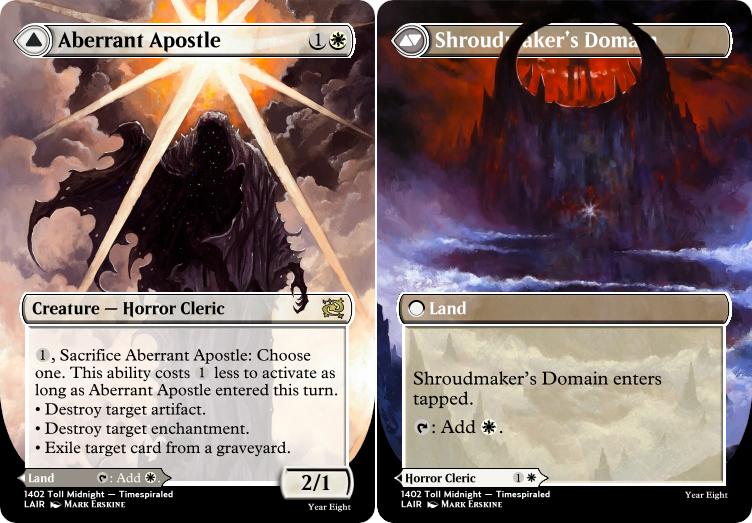 Aberrant Apostle 1
Creature — Horror Cleric
1, Sacrifice Aberrant Apostle: Choose
one. This ability costs 1 less to activate as
long as Aberrant Apostle entered this turn.
• Destroy target artifact.
• Destroy target enchantment.
• Exile target card from a graveyard.
Land : Add .
2/1
1402 Toll Midnight — Timespiraled
LAIR Mark Erskine
Year Eight
Shroudmaker's Domain
Land
Shroudmaker's Domain enters
tapped.
: Add .
Horror Cleric 1
1402 Toll Midnight — Timespiraled
LAIR Mark Erskine
Year Eight